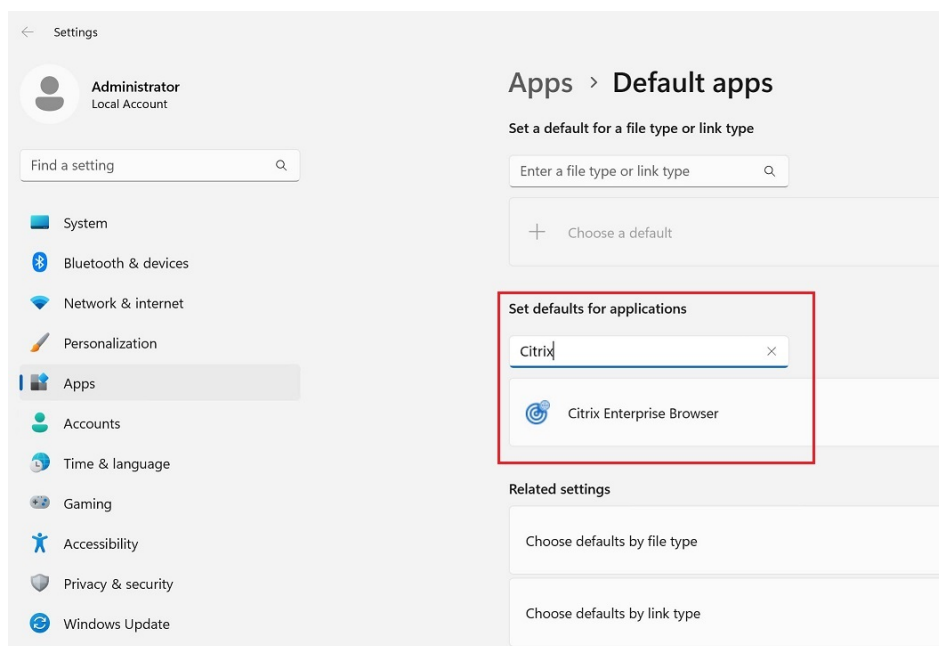 Settings
Administrator
Local Account
Find a setting
System
Bluetooth & devices
Network & internet
Personalization
Apps
Accounts
Time & language
Gaming
Accessibility
Privacy & security
Windows Update
Apps > Default apps
Set a default for a file type or link type
Enter a file type or link type
Choose a default
Set defaults for applications
Citrix
Citrix Enterprise Browser
Related settings
Choose defaults by file type
Choose defaults by link type